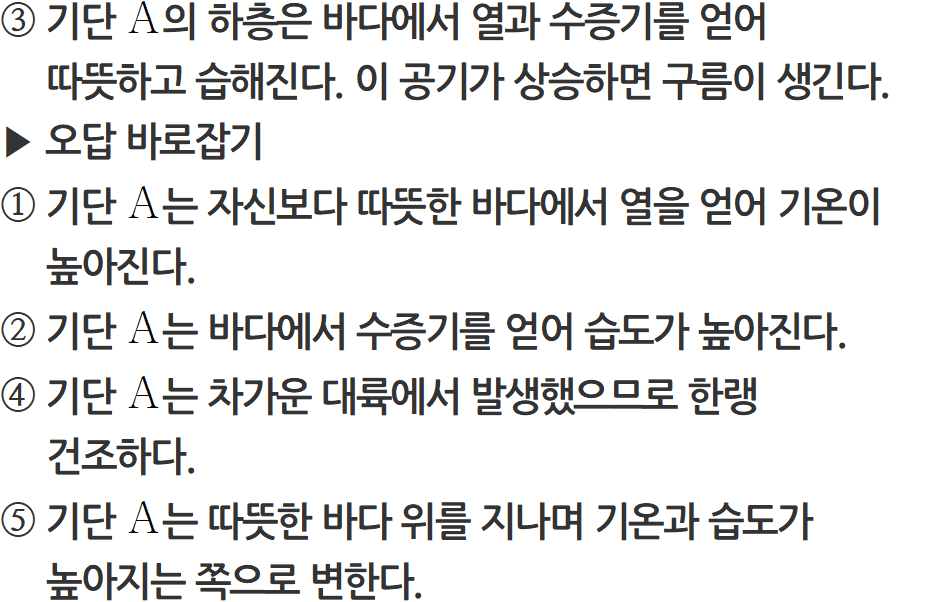 ③ 기단 A의 하층은 바다에서 열과 수증기를 얻어
따뜻하고 습해진다. 이 공기가 상승하면 구름이 생긴다.
▶ 오답 바로잡기
① 기단 A는 자신보다 따뜻한 바다에서 열을 얻어 기온이
높아진다.
② 기단 A는 바다에서 수증기를 얻어 습도가 높아진다.
④ 기단 A는 차가운 대륙에서 발생했으므로 한랭
건조하다.
⑤ 기단 A는 따뜻한 바다 위를 지나며 기온과 습도가
높아지는 쪽으로 변한다.